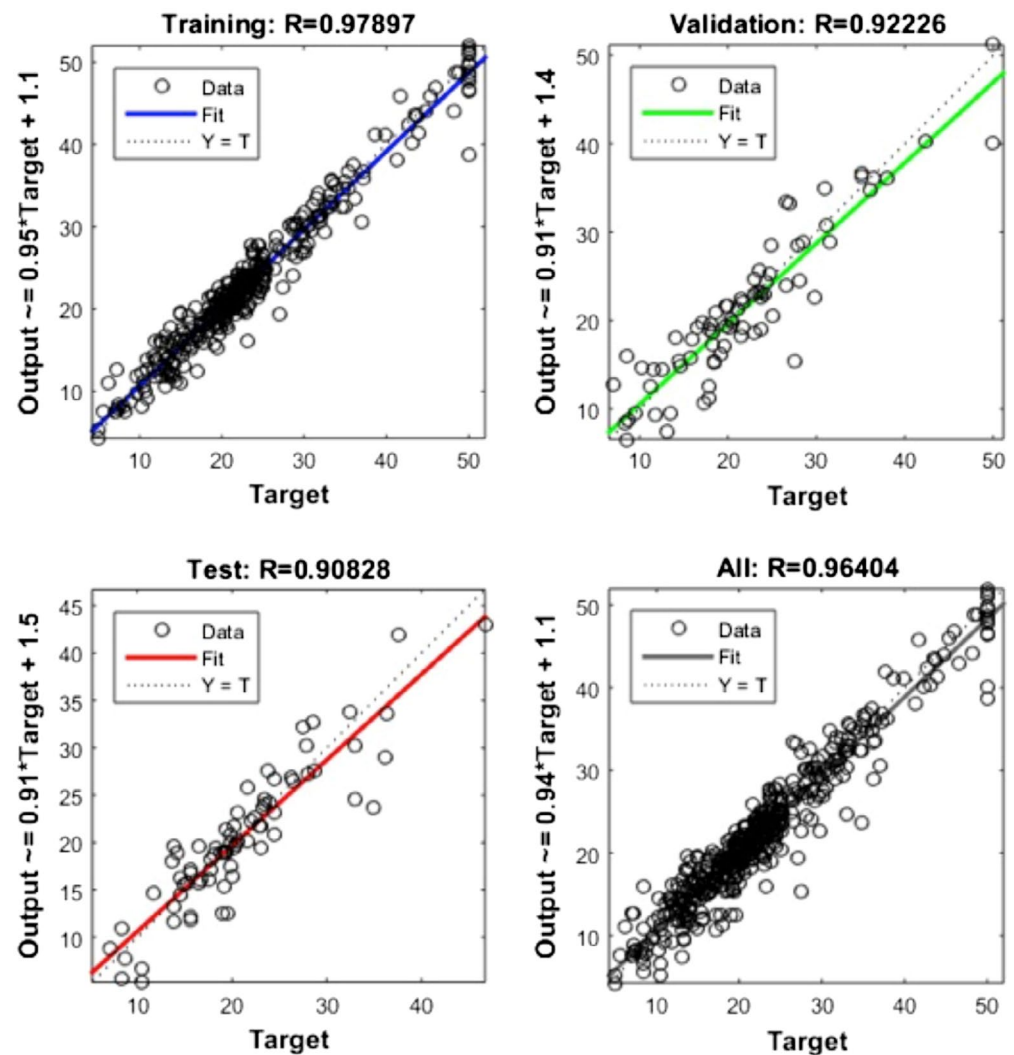 Training: R=0.97897
Output ~= 0.95*Target + 1.1
50
40
30
20
10
Data
Fit
Y = T
10 20 30 40 50
Target
Validation: R=0.92226
Output ~= 0.91*Target + 1.4
50
40
30
20
10
Data
Fit
Y = T
10 20 30 40 50
Target
Test: R=0.90828
Output ~= 0.91*Target + 1.5
45
40
35
30
25
20
15
10
Data
Fit
Y = T
10 20 30 40
Target
All: R=0.96404
Output ~= 0.94*Target + 1.1
50
40
30
20
10
Data
Fit
Y = T
10 20 30 40 50
Target